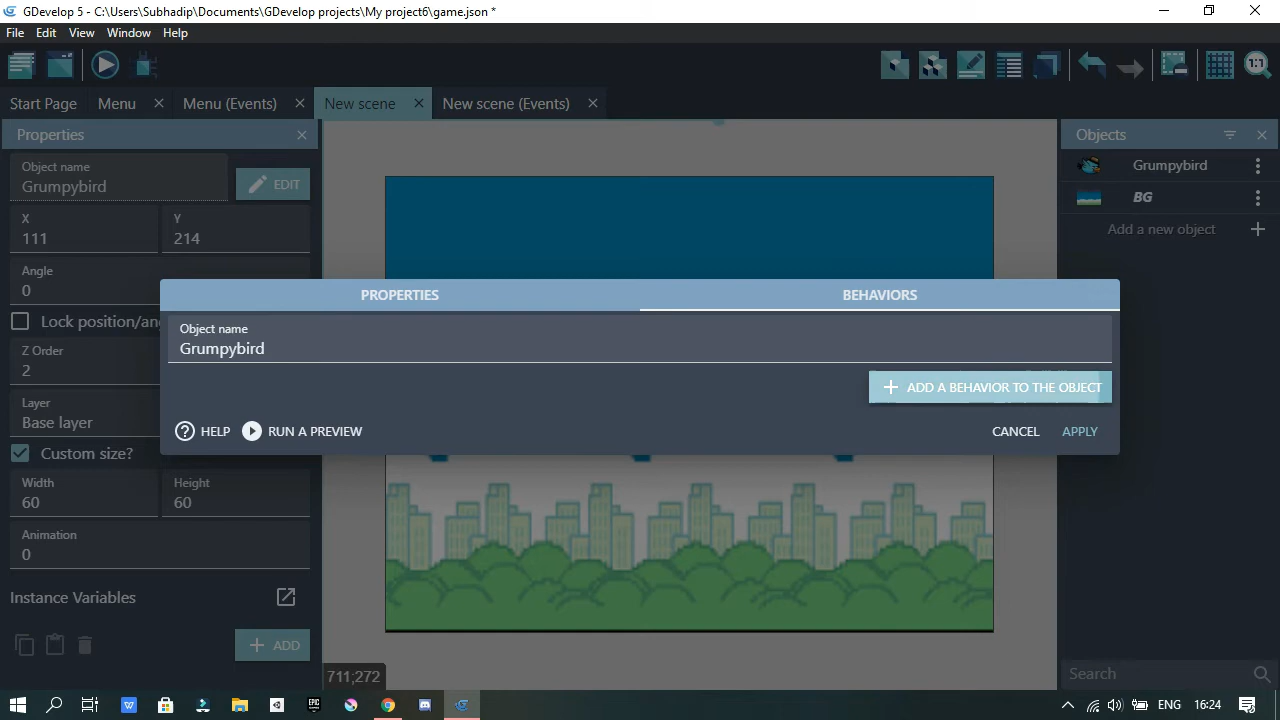 GDevelop 5 - C:\Users\Subhadip\Documents\GDevelop projects\My project6\game.json *
File Edit View Window Help
1:1
Start Page Menu Menu (Events) New scene New scene (Events)
Properties
Object name
Grumpybird
EDIT
X Y
111 214
Angle
0
Lock position/an
Z Order
2
Layer
Base layer
Custom size?
Width Height
60 60
Animation
0
Instance Variables
ADD
PROPERTIES BEHAVIORS
Object name
Grumpybird
ADD A BEHAVIOR TO THE OBJECT
HELP RUN A PREVIEW CANCEL APPLY
711;272
Objects
Grumpybird
BG
Add a new object
Search
EPIC
ENG 16:24